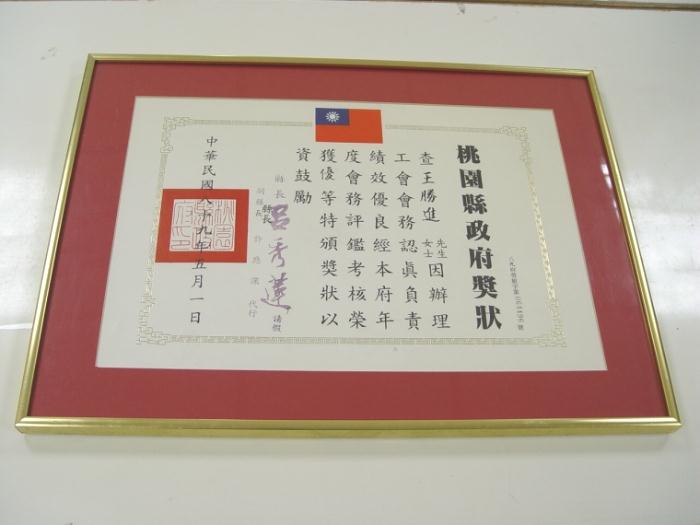 桃園縣政府獎狀
查王勝進先生女士因辦理
工會會務認眞負責
績效優良經本府年
度會務評鑑考核榮
獲優等特頒獎狀以
資鼓勵
縣長呂秀蓮請假
副縣長許應深代行
中華民國八十九年五月一日